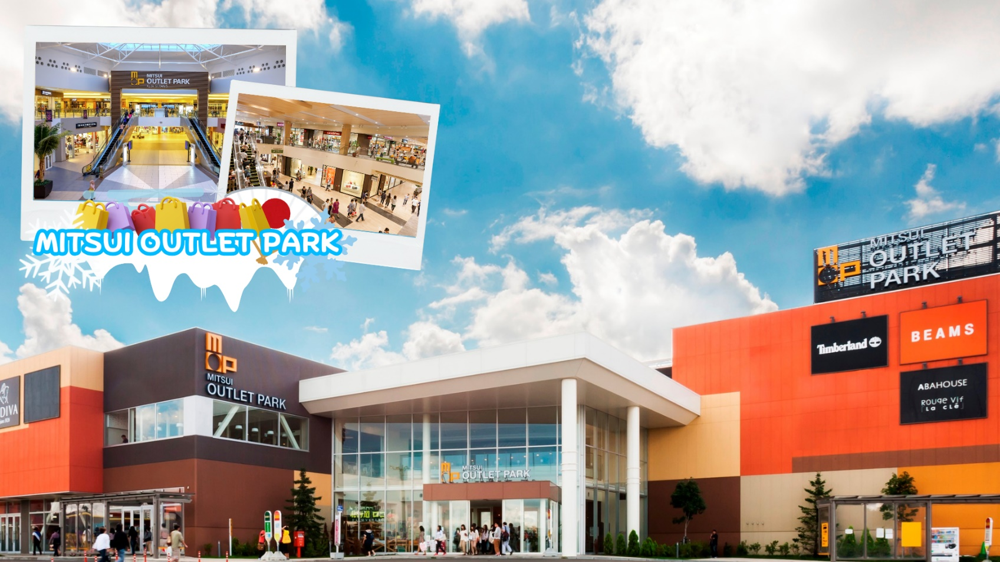 MITSUI
OUTLET PARK
MITSUI OUTLET PARK
MITSUI
OUTLET
PARK
Timberland
BEAMS
ABAHOUSE
ROUGE VIF
La clé
MITSUI
OUTLET PARK
DIVA
MITSUI
OUTLET PARK